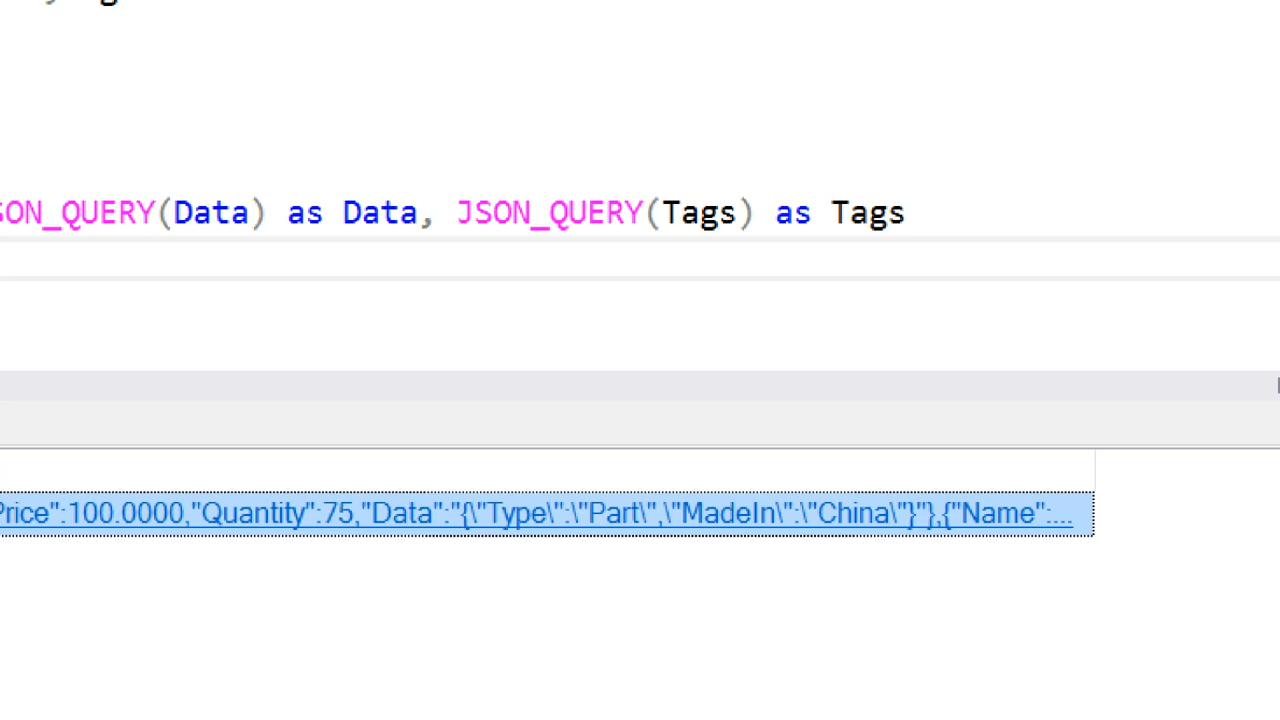 SON_QUERY(Data) as Data, JSON_QUERY(Tags) as Tags
Price":100.0000,"Quantity":75,"Data":"{\"Type\":\"Part\",\"MadeIn\":\"China\"}"},{"Name":...